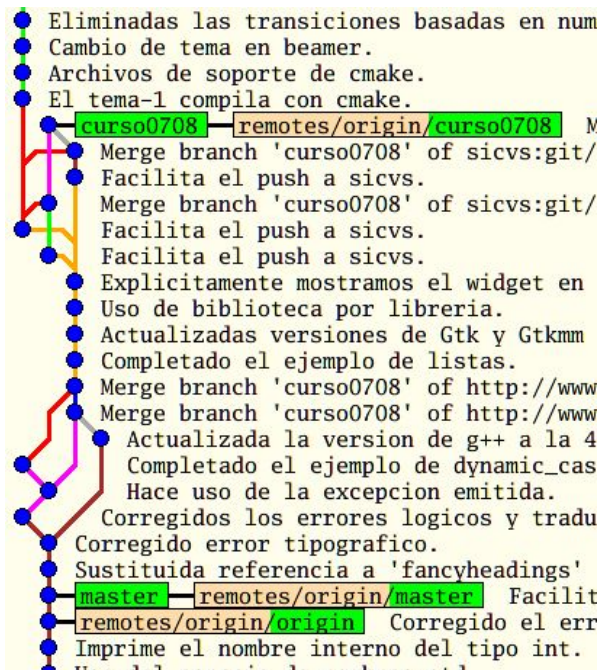 Eliminadas las transiciones basadas en num
Cambio de tema en beamer.
Archivos de soporte de cmake.
El tema-1 compila con cmake.
curso0708 remotes/origin/curso0708 M
Merge branch 'curso0708' of sicvs:git/
Facilita el push a sicvs.
Merge branch 'curso0708' of sicvs:git/
Facilita el push a sicvs.
Facilita el push a sicvs.
Explicitamente mostramos el widget en
Uso de biblioteca por libreria.
Actualizadas versiones de Gtk y Gtkmm
Completado el ejemplo de listas.
Merge branch 'curso0708' of http://www
Merge branch 'curso0708' of http://www
Actualizada la version de g++ a la 4
Completado el ejemplo de dynamic_cas
Hace uso de la excepcion emitida.
Corregidos los errores logicos y tradu
Corregido error tipografico.
Sustituida referencia a 'fancyheadings'
master remotes/origin/master Facilit
remotes/origin/origin Corregido el err
Imprime el nombre interno del tipo int.